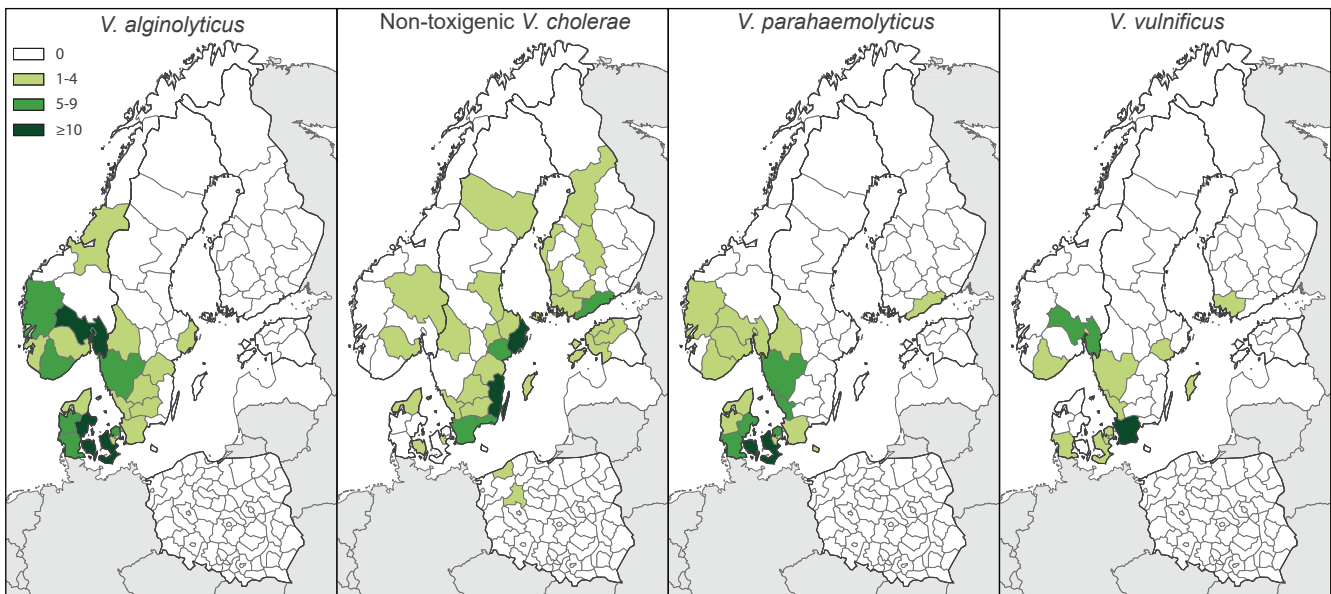 V. alginolyticus
Non-toxigenic V. cholerae
V. parahaemolyticus
V. vulnificus
0
1-4
5-9
≥10